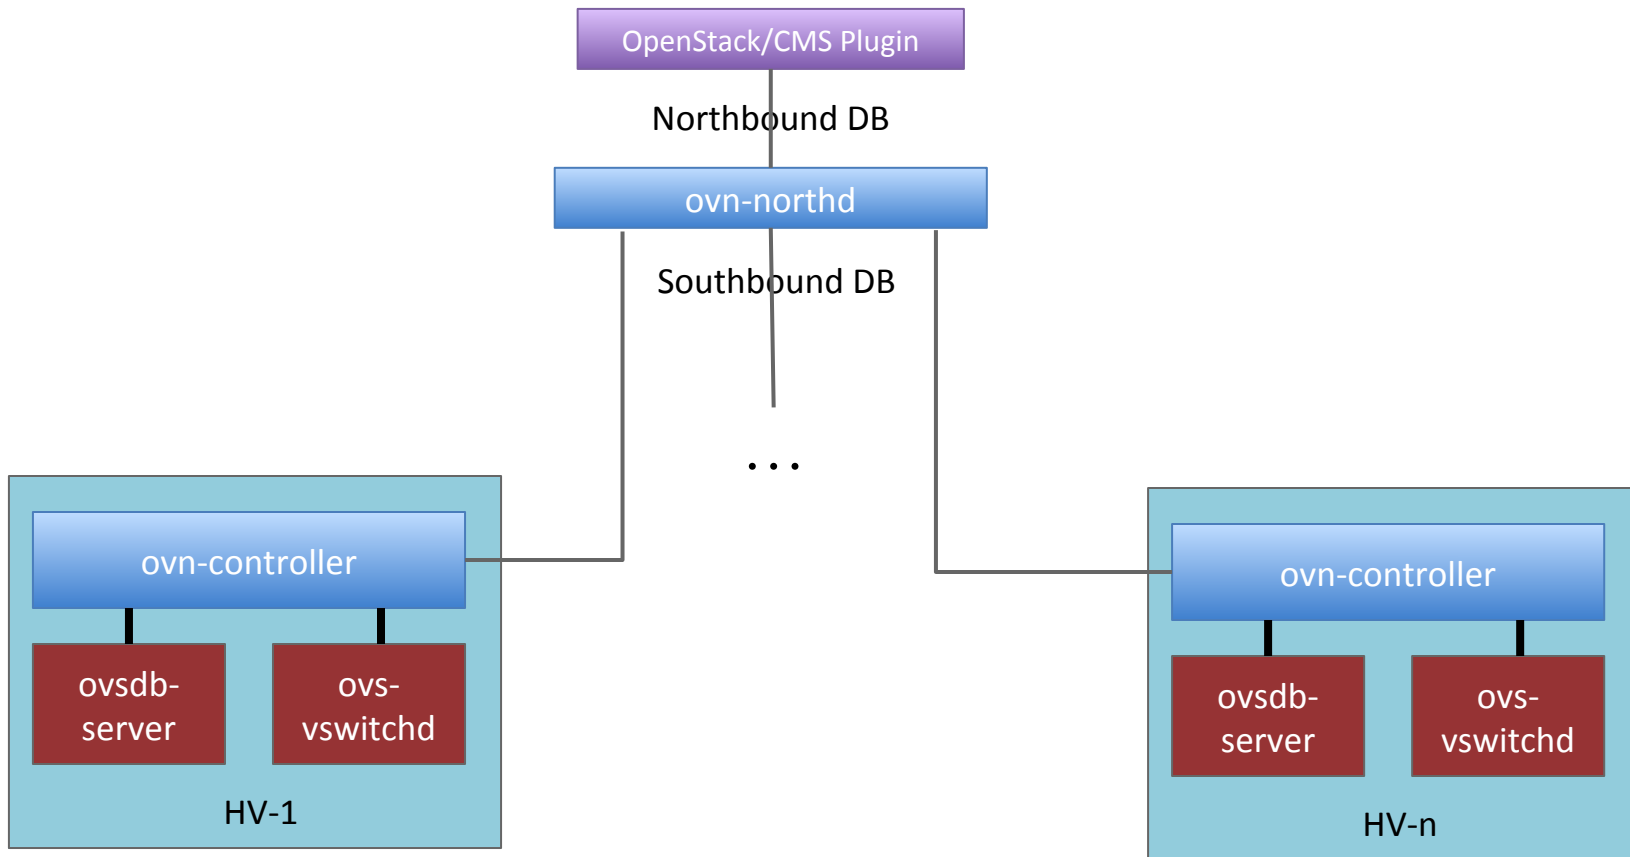 OpenStack/CMS Plugin
Northbound DB
ovn-northd
Southbound DB
...
ovn-controller
ovsdb-
server
ovs-
vswitchd
HV-1
ovn-controller
ovsdb-
server
ovs-
vswitchd
HV-n